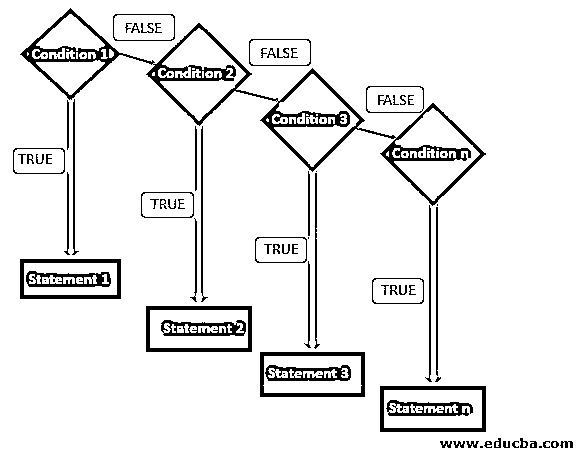 FALSE
Condition 1
FALSE
Condition 2
FALSE
Condition 3
Condition n
TRUE
TRUE
TRUE
TRUE
Statement 1
Statement 2
Statement 3
Statement n
www.educba.com